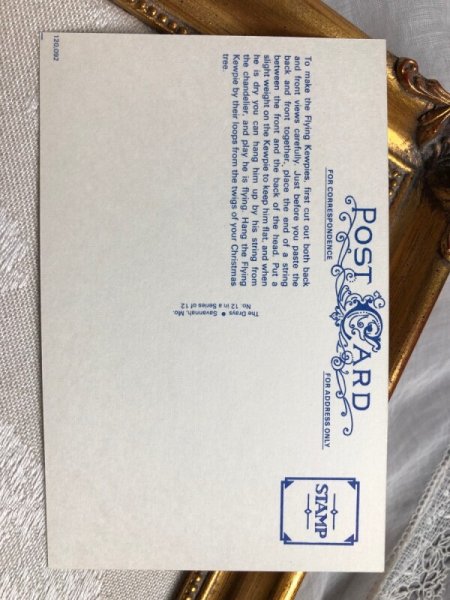 POST CARD
FOR CORRESPONDENCE
FOR ADDRESS ONLY
STAMP
To make the Flying Kewpies, first cut out both back
and front views carefully. Just before you paste the
back and front together, place the end of a string
between the front and the back of the head. Put a
slight weight on the Kewpie to keep him flat, and when
he is dry you can hang him up by his string from
the chandelier, and play he is flying. Hang the Flying
Kewpie by their loops from the twigs of your Christmas
tree.
The Drays • Savannah, Mo.
No. 12 in a Series of 12
120,092